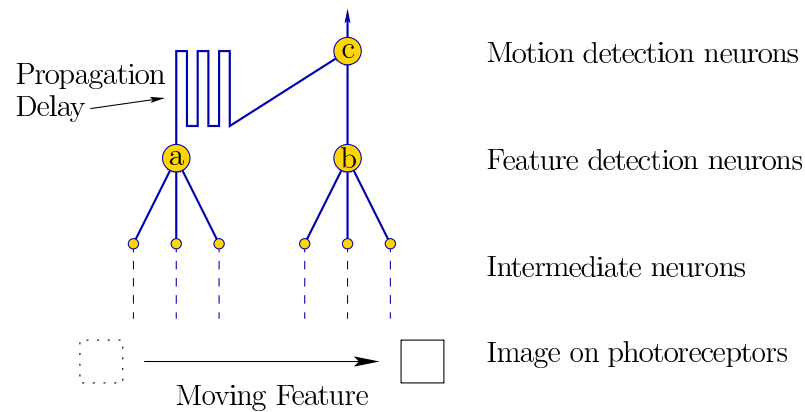 c
Motion detection neurons
Propagation
Delay
a
b
Feature detection neurons
Intermediate neurons
Image on photoreceptors
Moving Feature